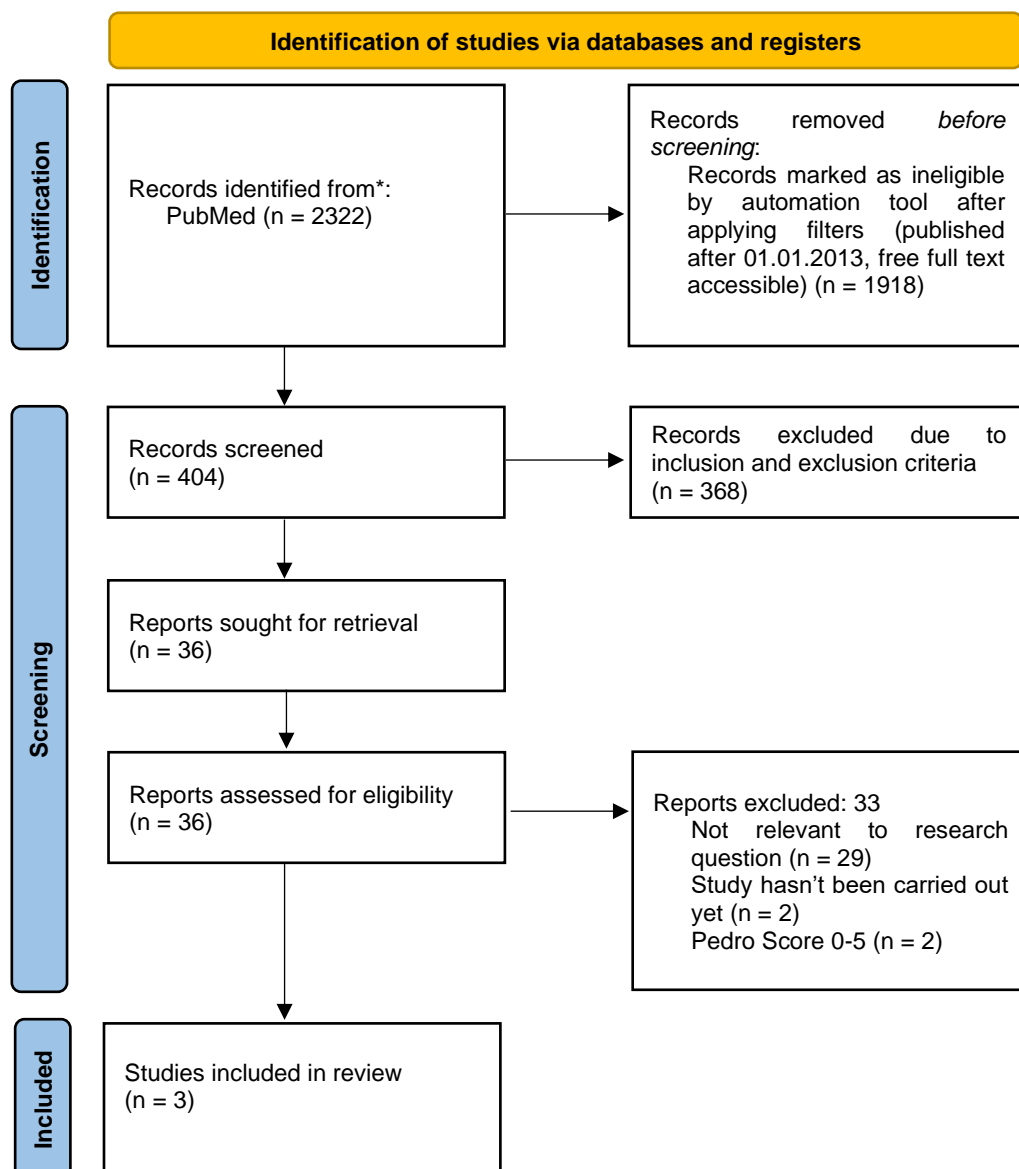 Identification of studies via databases and registers
Identification
Records identified from*:
PubMed (n = 2322)
Records removed before
screening:
Records marked as ineligible
by automation tool after
applying filters (published
after 01.01.2013, free full text
accessible) (n = 1918)
Screening
Records screened
(n = 404)
Records excluded due to
inclusion and exclusion criteria
(n = 368)
Reports sought for retrieval
(n = 36)
Reports assessed for eligibility
(n = 36)
Reports excluded: 33
Not relevant to research
question (n = 29)
Study hasn’t been carried out
yet (n = 2)
Pedro Score 0-5 (n = 2)
Included
Studies included in review
(n = 3)